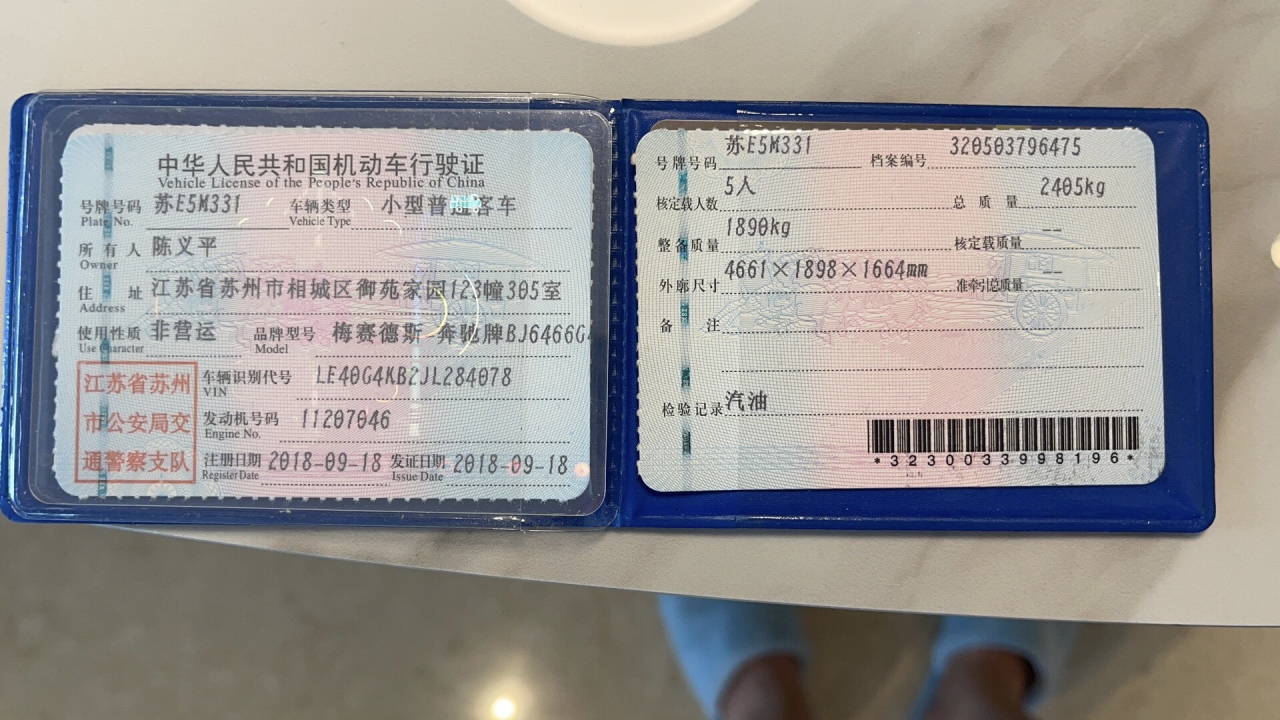 中华人民共和国机动车行驶证
Vehicle License of the People's Republic of China
号牌号码 苏E5M331 车辆类型 小型普通客车
Plate No. Vehicle Type
所有人 陈义平
Owner
住址 江苏省苏州市相城区御苑家园123幢305室
Address
使用性质 非营运 品牌型号 梅赛德斯-奔驰牌BJ6466G
Use Character Model
江苏省苏州
市公安局交
通警察支队
车辆识别代号 LE40G4KB2JL284078
VIN
发动机号码 11207046
Engine No.
注册日期 2018-09-18 发证日期 2018-09-18
Register Date Issue Date
号牌号码 苏E5M331 档案编号 320503796475
核定载人数 5人 总质量 2405kg
整备质量 1890kg 核定载质量 --
外廓尺寸 4661×1898×1664mm 准牵引总质量 --
备注
检验记录 汽油
*3230033998196*